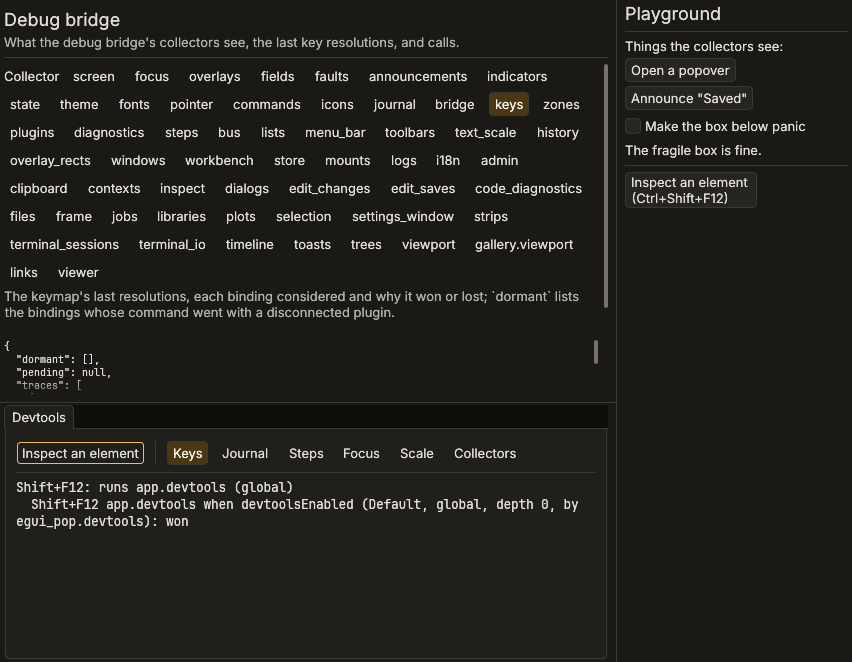 Debug bridge
What the debug bridge's collectors see, the last key resolutions, and calls.
Collector screen focus overlays fields faults announcements indicators
state theme fonts pointer commands icons journal bridge keys zones
plugins diagnostics steps bus lists menu_bar toolbars text_scale history
overlay_rects windows workbench store mounts logs i18n admin
clipboard contexts inspect dialogs edit_changes edit_saves code_diagnostics
files frame jobs libraries plots selection settings_window strips
terminal_sessions terminal_io timeline toasts trees viewport gallery.viewport
links viewer
The keymap's last resolutions, each binding considered and why it won or lost; `dormant` lists
the bindings whose command went with a disconnected plugin.
{
"dormant": [],
"pending": null,
"traces": [
Devtools
Inspect an element Keys Journal Steps Focus Scale Collectors
Shift+F12: runs app.devtools (global)
Shift+F12 app.devtools when devtoolsEnabled (Default, global, depth 0, by
egui_pop.devtools): won
Playground
Things the collectors see:
Open a popover
Announce "Saved"
Make the box below panic
The fragile box is fine.
Inspect an element
(Ctrl+Shift+F12)